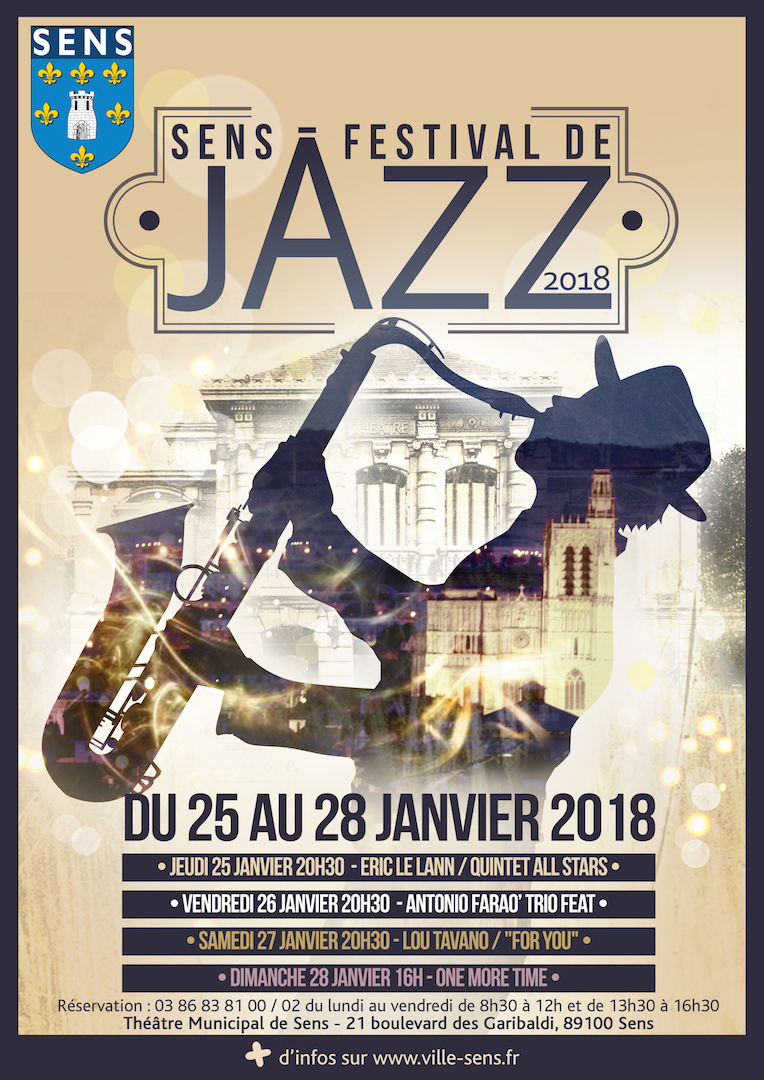 SENS
SENS - FESTIVAL DE
JAZZ
2018
THEATRE
DU 25 AU 28 JANVIER 2018
• JEUDI 25 JANVIER 20H30 - ERIC LE LANN / QUINTET ALL STARS •
• VENDREDI 26 JANVIER 20H30 - ANTONIO FARAO' TRIO FEAT •
• SAMEDI 27 JANVIER 20H30 - LOU TAVANO / "FOR YOU" •
• DIMANCHE 28 JANVIER 16H - ONE MORE TIME •
Réservation : 03 86 83 81 00 / 02 du lundi au vendredi de 8h30 à 12h et de 13h30 à 16h30
Théâtre Municipal de Sens - 21 boulevard des Garibaldi, 89100 Sens
+ d'infos sur www.ville-sens.fr